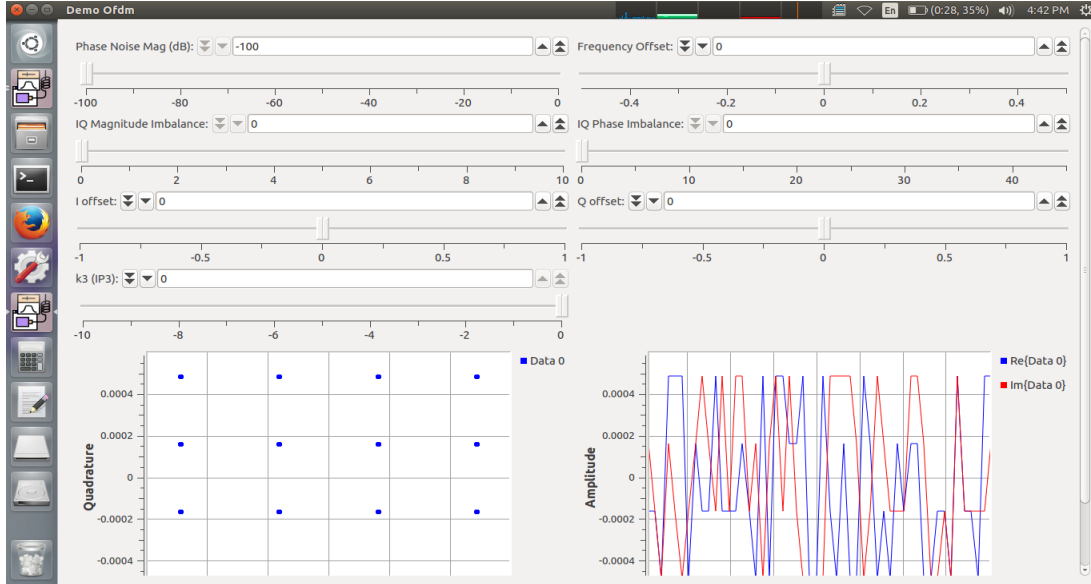 Demo Ofdm
En (0:28, 35%) 4:42 PM
Phase Noise Mag (dB): -100
-100 -80 -60 -40 -20 0
Frequency Offset: 0
-0.4 -0.2 0 0.2 0.4
IQ Magnitude Imbalance: 0
0 2 4 6 8 10
IQ Phase Imbalance: 0
0 10 20 30 40
I offset: 0
-1 -0.5 0 0.5 1
Q offset: 0
-1 -0.5 0 0.5 1
k3 (IP3): 0
-10 -8 -6 -4 -2 0
Quadrature
0.0004
0.0002
0
-0.0002
-0.0004
Data 0
Amplitude
0.0004
0.0002
0
-0.0002
-0.0004
Re{Data 0}
Im{Data 0}